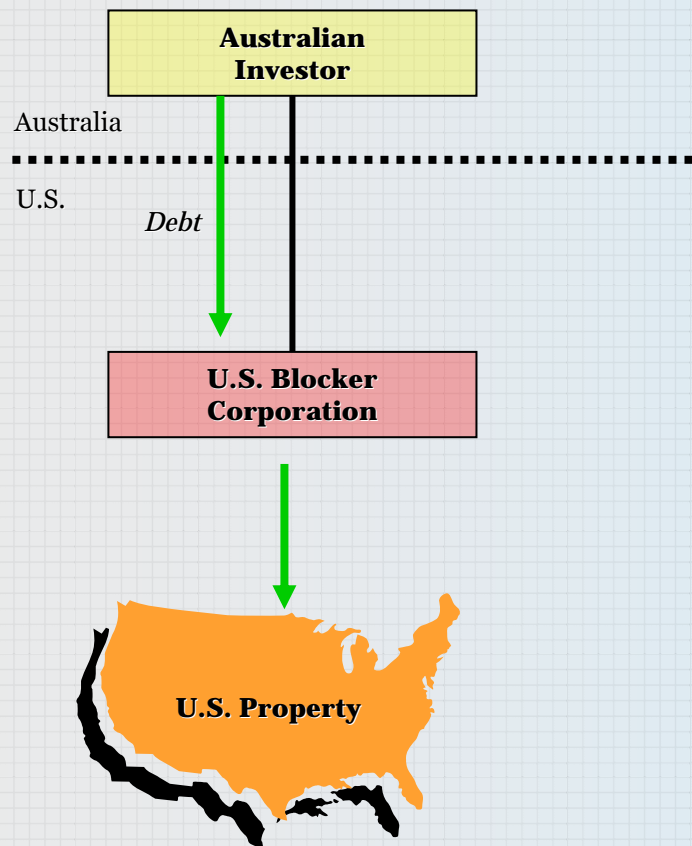 Australian
Investor
Australia
U.S.
Debt
U.S. Blocker
Corporation
U.S. Property